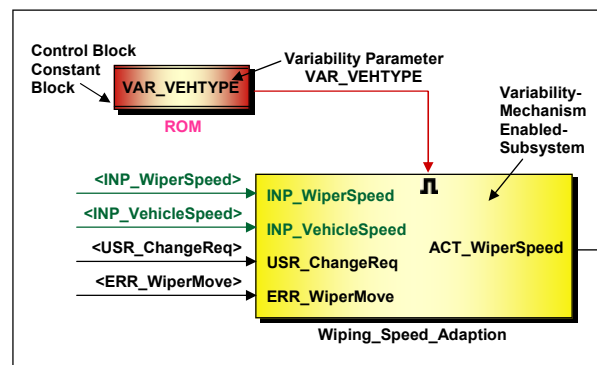 Control Block
Constant
Block
Variability Parameter
VAR_VEHTYPE
VAR_VEHTYPE
ROM
Variability-
Mechanism
Enabled-
Subsystem
<INP_WiperSpeed>
<INP_VehicleSpeed>
<USR_ChangeReq>
<ERR_WiperMove>
INP_WiperSpeed
INP_VehicleSpeed
USR_ChangeReq
ERR_WiperMove
ACT_WiperSpeed
Wiping_Speed_Adaption